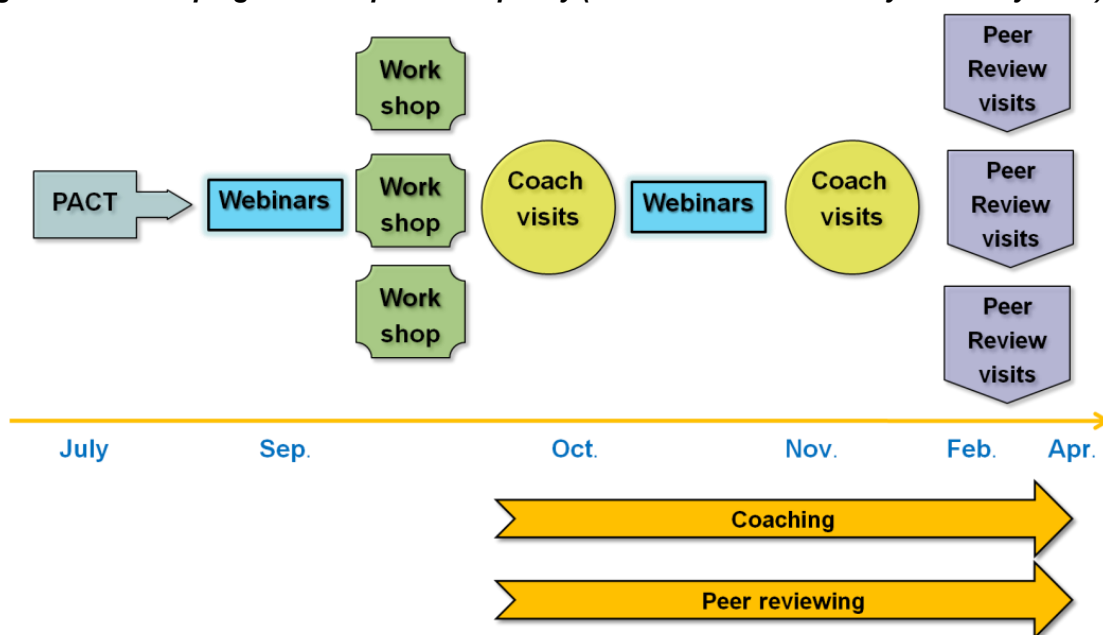 PACT
Webinars
Work
shop
Work
shop
Work
shop
Coach
visits
Webinars
Coach
visits
Peer
Review
visits
Peer
Review
visits
Peer
Review
visits
July
Sep.
Oct.
Nov.
Feb.
Apr.
Coaching
Peer reviewing